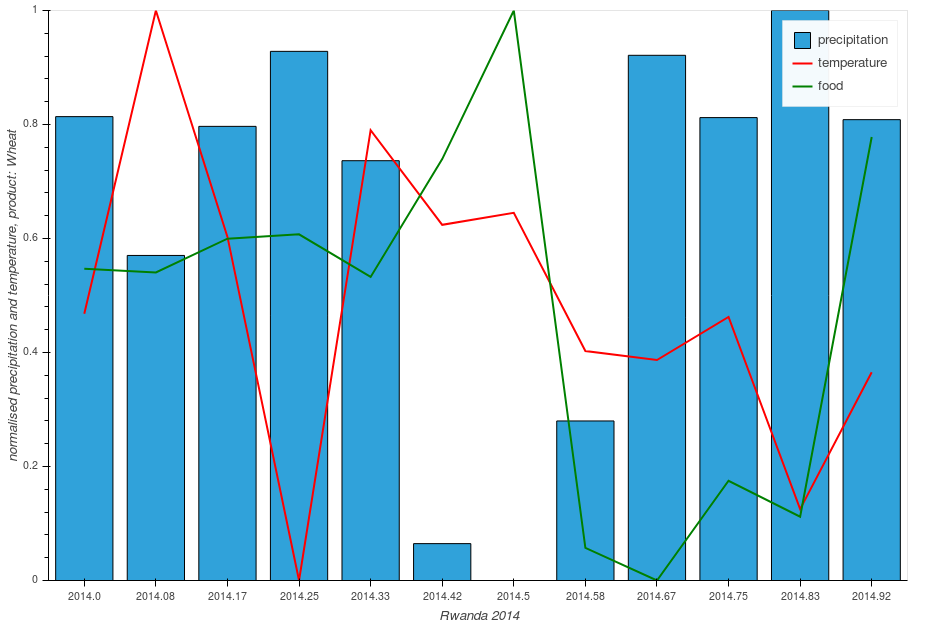 normalised precipitation and temperature, product: Wheat
1
0.8
0.6
0.4
0.2
0
precipitation
temperature
food
2014.0 2014.08 2014.17 2014.25 2014.33 2014.42 2014.5 2014.58 2014.67 2014.75 2014.83 2014.92
Rwanda 2014